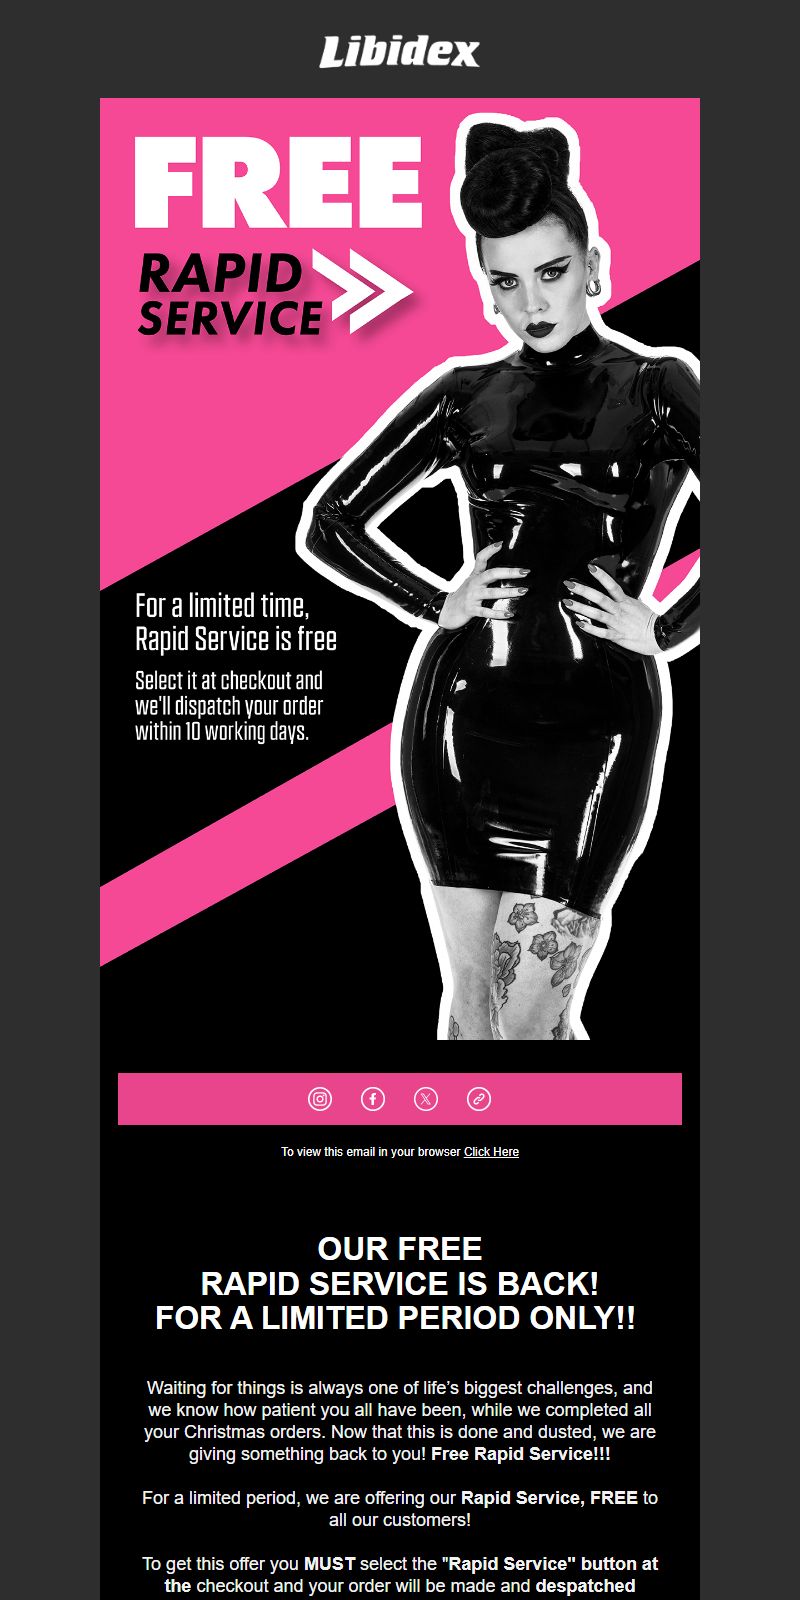 Libidex
FREE
RAPID
SERVICE
For a limited time,
Rapid Service is free
Select it at checkout and
we'll dispatch your order
within 10 working days.
To view this email in your browser Click Here
OUR FREE
RAPID SERVICE IS BACK!
FOR A LIMITED PERIOD ONLY!!
Waiting for things is always one of life’s biggest challenges, and
we know how patient you all have been, while we completed all
your Christmas orders. Now that this is done and dusted, we are
giving something back to you! Free Rapid Service!!!
For a limited period, we are offering our Rapid Service, FREE to
all our customers!
To get this offer you MUST select the "Rapid Service" button at
the checkout and your order will be made and despatched